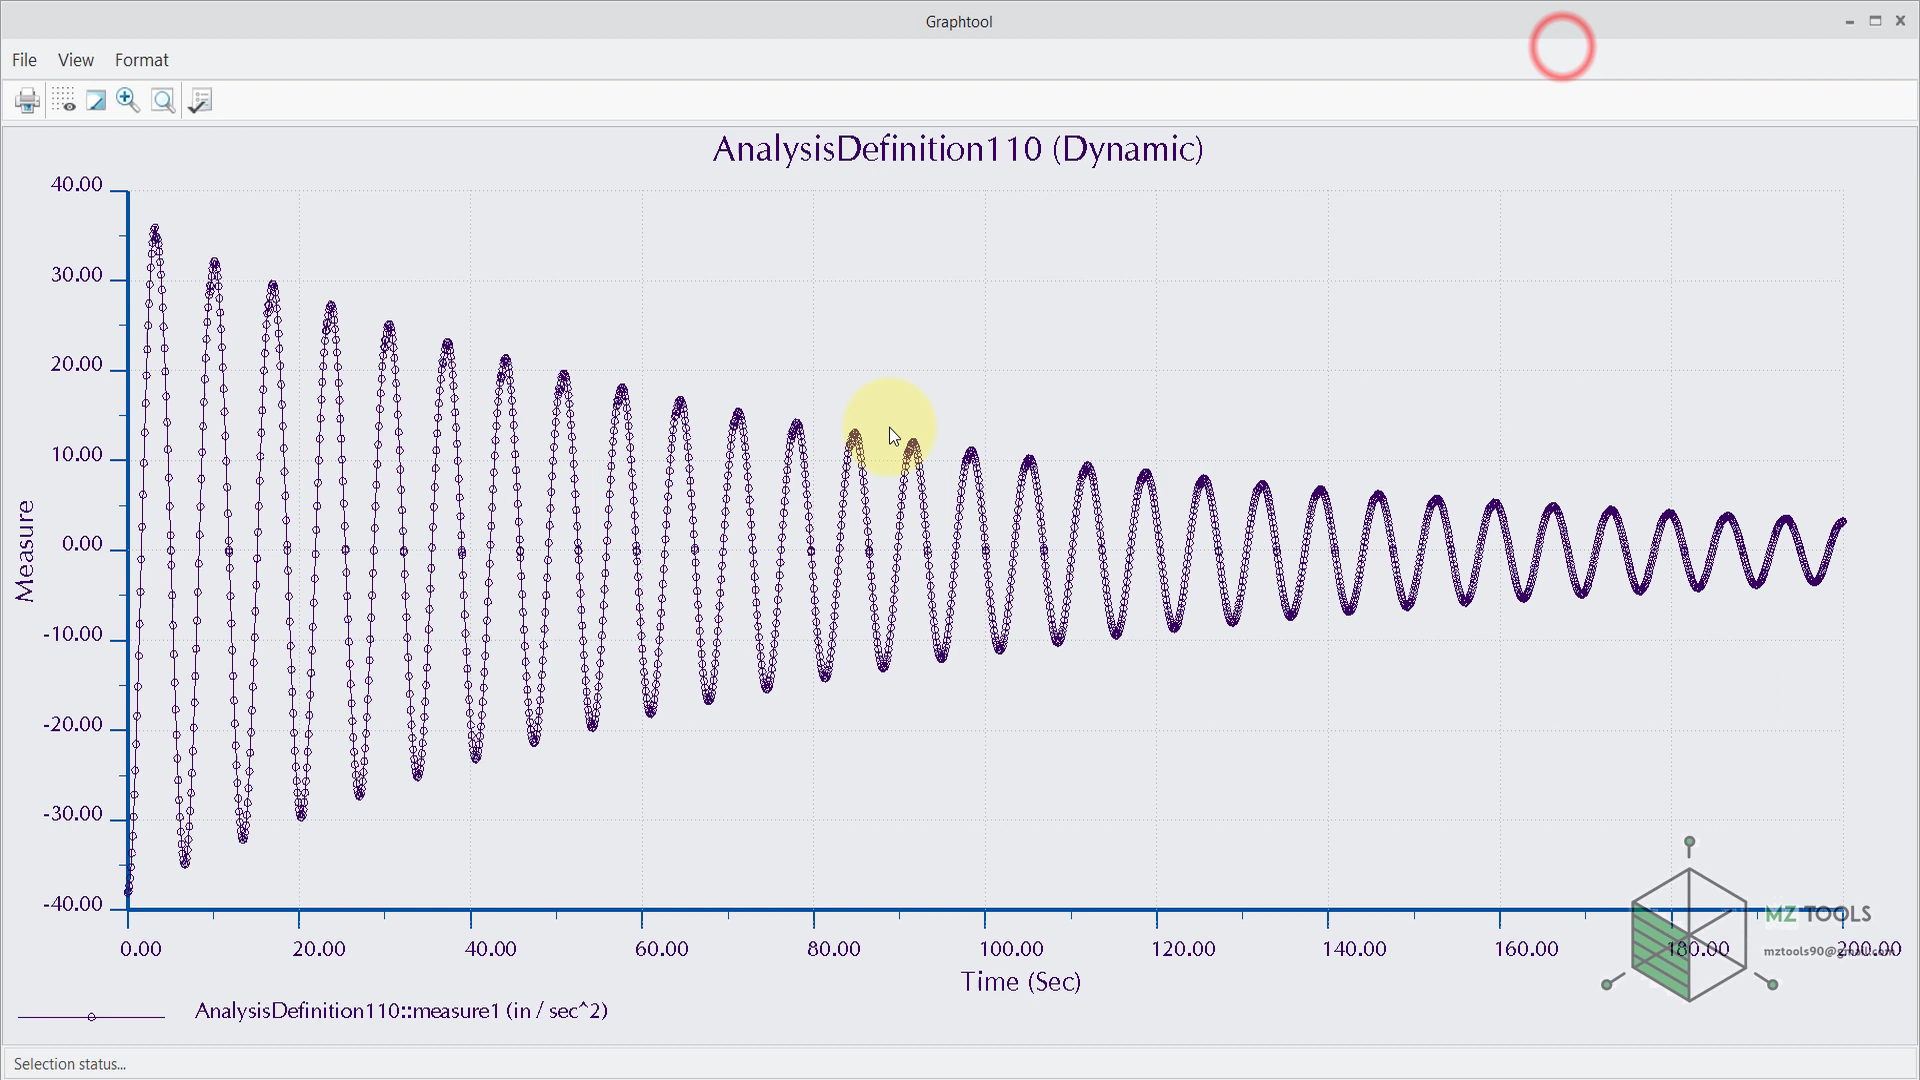 Graphtool
File View Format
AnalysisDefinition110 (Dynamic)
40.00
30.00
20.00
10.00
0.00
-10.00
-20.00
-30.00
-40.00
Measure
0.00 20.00 40.00 60.00 80.00 100.00 120.00 140.00 160.00 180.00 200.00
Time (Sec)
AnalysisDefinition110::measure1 (in / sec^2)
MZ TOOLS
mztools90@gmail.com
Selection status...